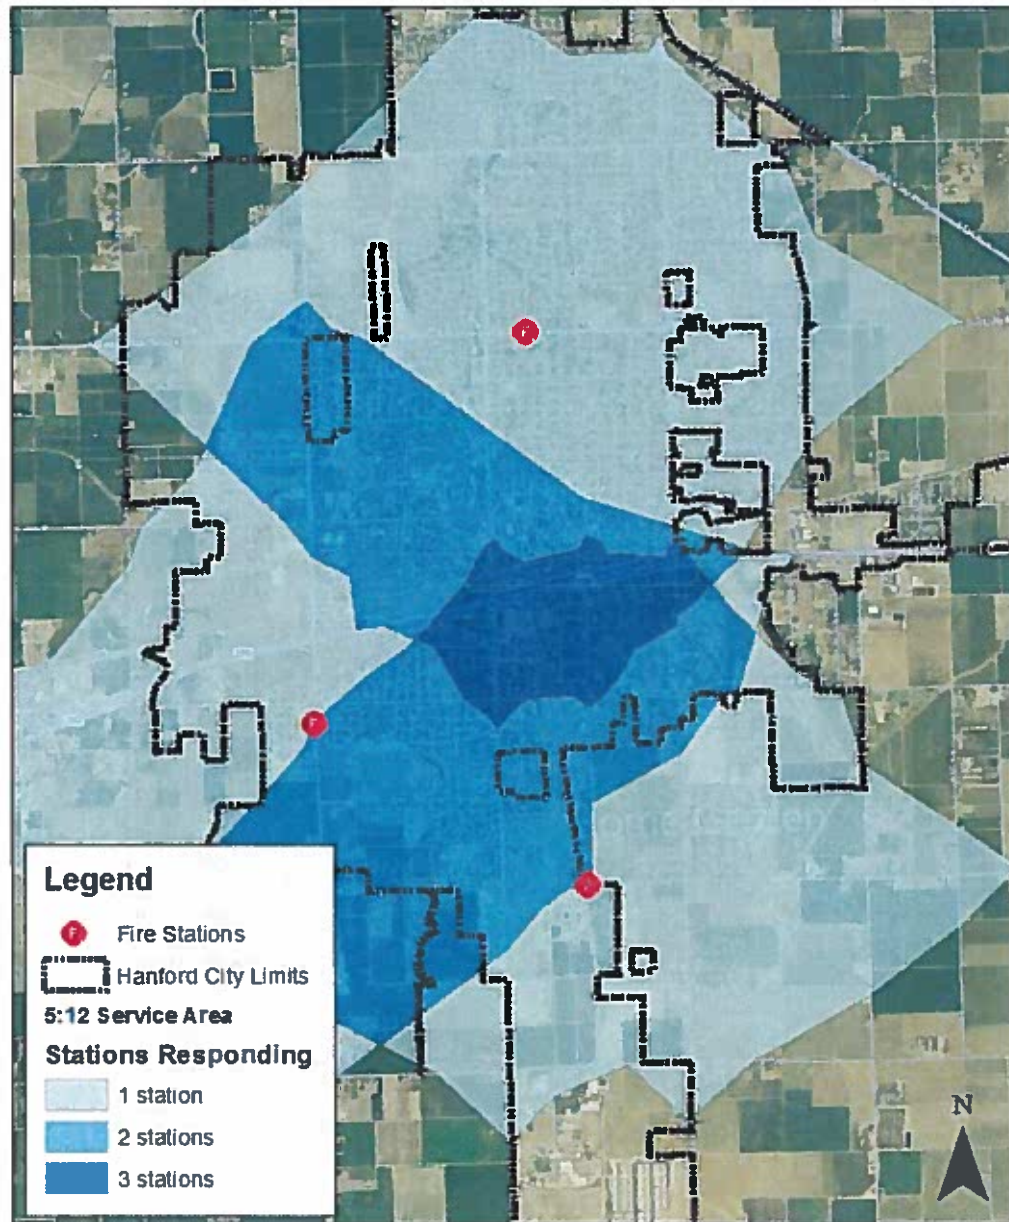 Legend
F Fire Stations
Hanford City Limits
5:12 Service Area
Stations Responding
1 station
2 stations
3 stations
N